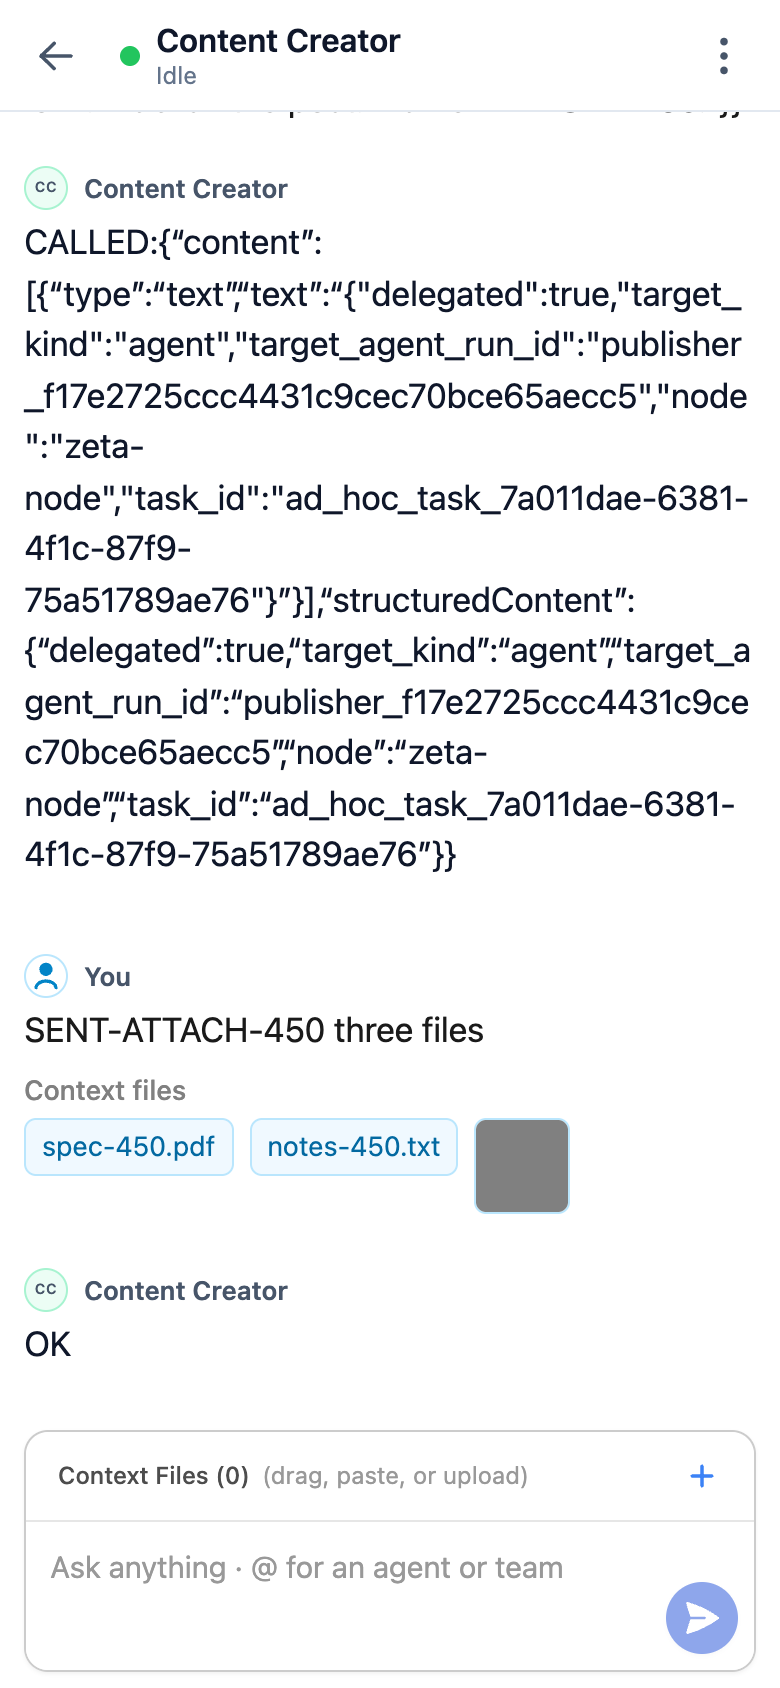 Content Creator
Idle
CC Content Creator
CALLED:{“content”:
[{“type”:“text”,“text”:“{"delegated":true,"target_
kind":"agent","target_agent_run_id":"publisher
_f17e2725ccc4431c9cec70bce65aecc5","node
":"zeta-
node","task_id":"ad_hoc_task_7a011dae-6381-
4f1c-87f9-
75a51789ae76"}”}],“structuredContent”:
{“delegated”:true,“target_kind”:“agent”,“target_a
gent_run_id”:“publisher_f17e2725ccc4431c9ce
c70bce65aecc5”,“node”:“zeta-
node”,“task_id”:“ad_hoc_task_7a011dae-6381-
4f1c-87f9-75a51789ae76”}}
You
SENT-ATTACH-450 three files
Context files
spec-450.pdf notes-450.txt
CC Content Creator
OK
Context Files (0) (drag, paste, or upload)
Ask anything · @ for an agent or team